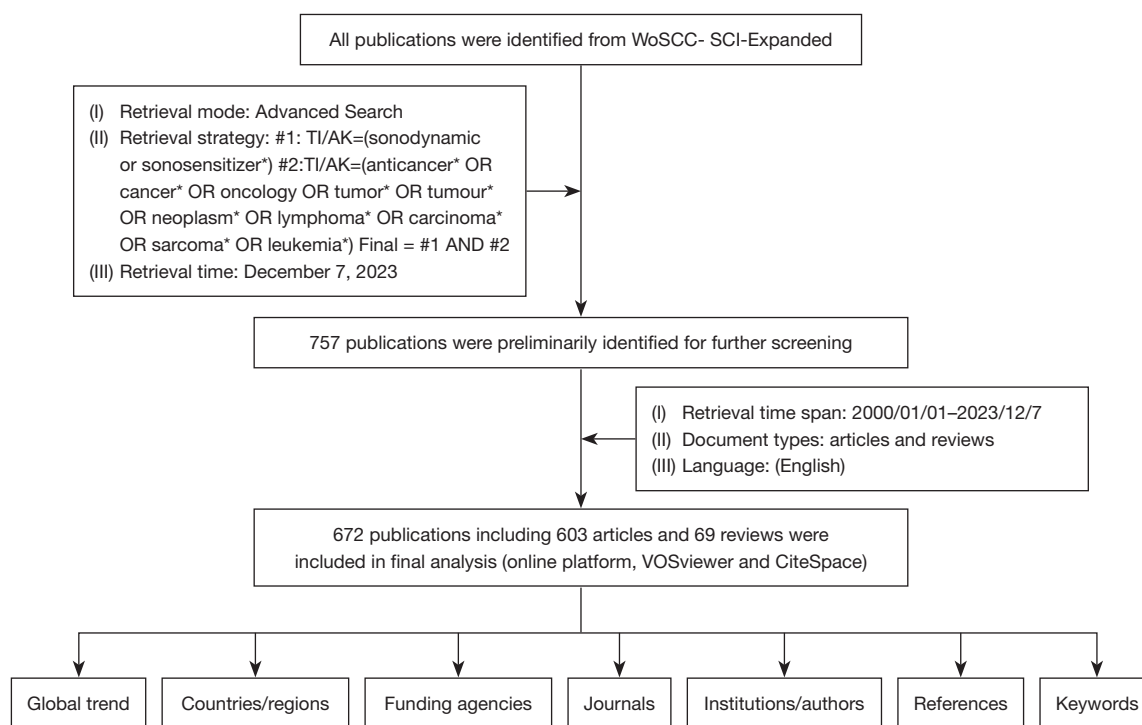 All publications were identified from WoSCC- SCI-Expanded
(I) Retrieval mode: Advanced Search
(II) Retrieval strategy: #1: TI/AK=(sonodynamic
or sonosensitizer*) #2:TI/AK=(anticancer* OR
cancer* OR oncology OR tumor* OR tumour*
OR neoplasm* OR lymphoma* OR carcinoma*
OR sarcoma* OR leukemia*) Final = #1 AND #2
(III) Retrieval time: December 7, 2023
757 publications were preliminarily identified for further screening
(I) Retrieval time span: 2000/01/01–2023/12/7
(II) Document types: articles and reviews
(III) Language: (English)
672 publications including 603 articles and 69 reviews were
included in final analysis (online platform, VOSviewer and CiteSpace)
Global trend
Countries/regions
Funding agencies
Journals
Institutions/authors
References
Keywords